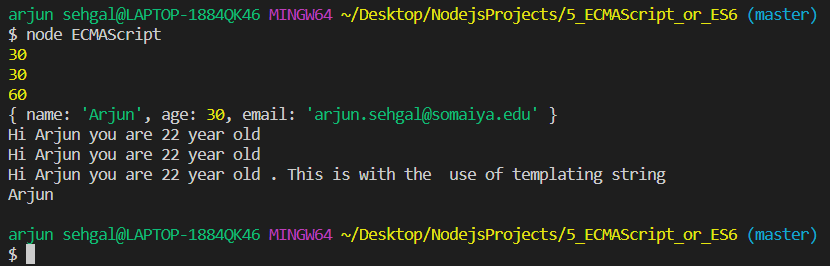 arjun sehgal@LAPTOP-1884QK46 MINGW64 ~/Desktop/NodejsProjects/5_ECMAScript_or_ES6 (master)
$ node ECMAScript
30
30
60
{ name: 'Arjun', age: 30, email: 'arjun.sehgal@somaiya.edu' }
Hi Arjun you are 22 year old
Hi Arjun you are 22 year old
Hi Arjun you are 22 year old . This is with the  use of templating string
Arjun
arjun sehgal@LAPTOP-1884QK46 MINGW64 ~/Desktop/NodejsProjects/5_ECMAScript_or_ES6 (master)
$